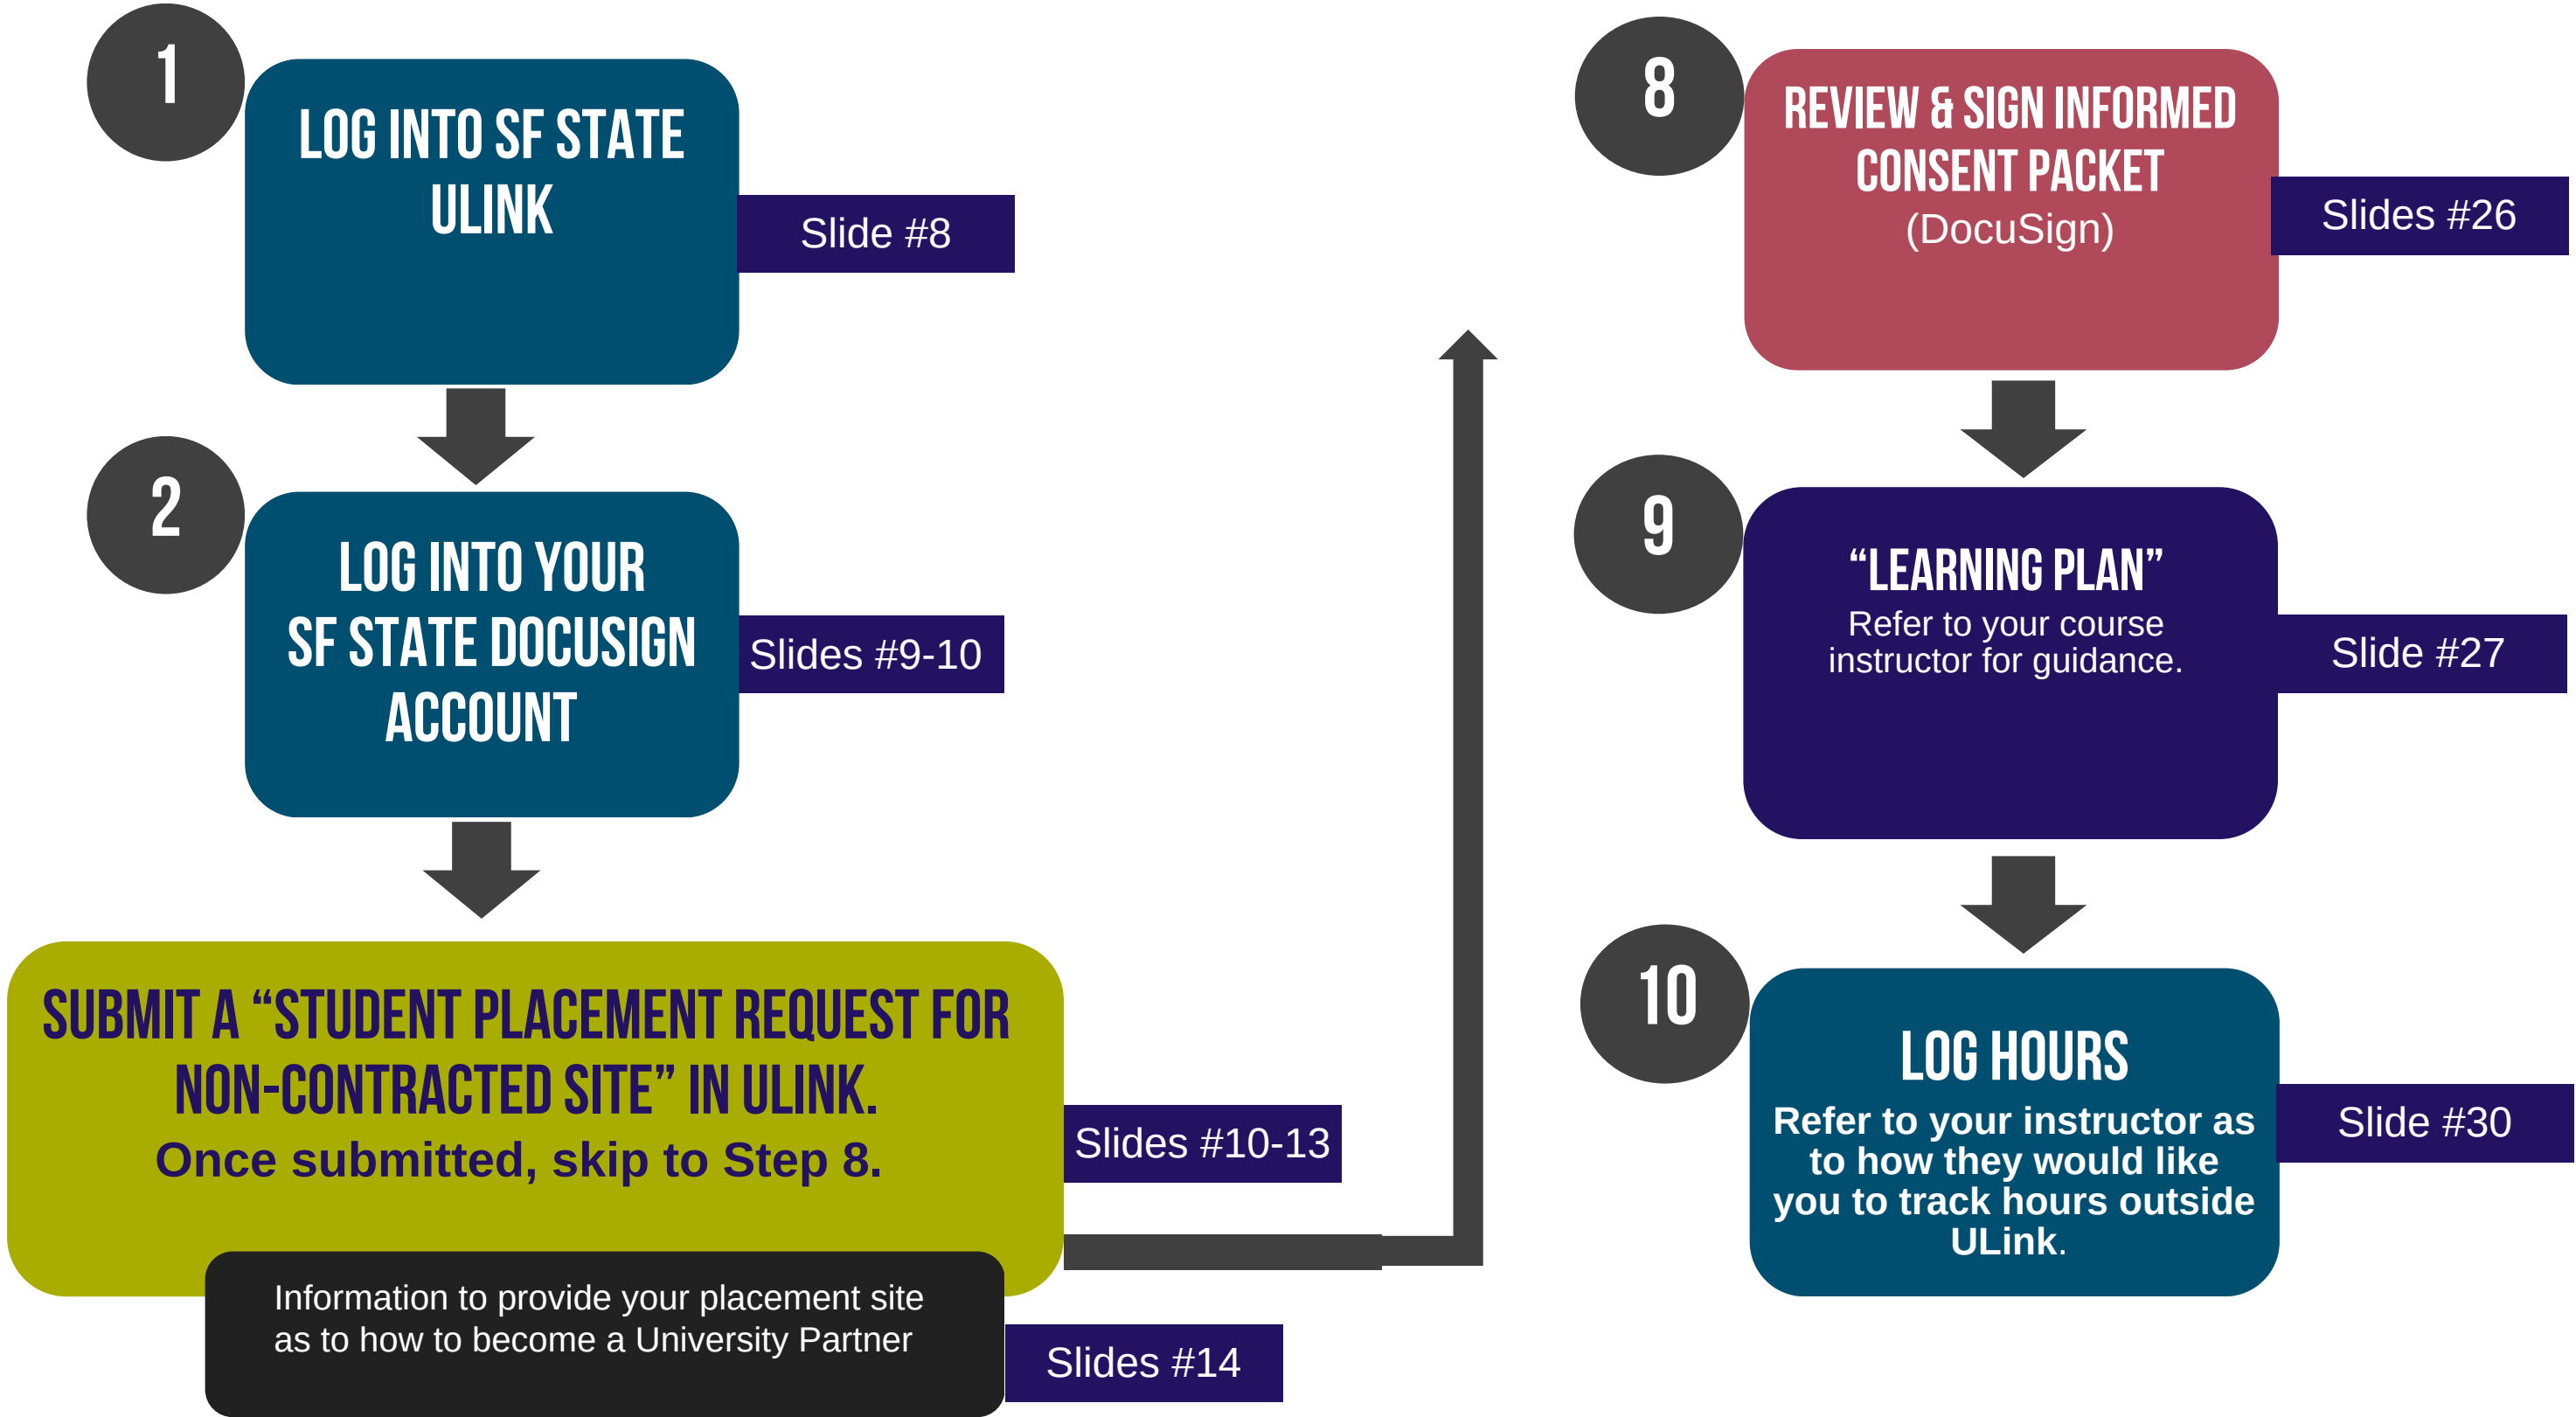 1
LOG INTO SF STATE
ULINK
Slide #8
2
LOG INTO YOUR
SF STATE DOCUSIGN
ACCOUNT
Slides #9-10
SUBMIT A “STUDENT PLACEMENT REQUEST FOR
NON-CONTRACTED SITE” IN ULINK.
Once submitted, skip to Step 8.
Slides #10-13
Information to provide your placement site
as to how to become a University Partner
Slides #14
8
REVIEW & SIGN INFORMED
CONSENT PACKET
(DocuSign)
Slides #26
9
“LEARNING PLAN”
Refer to your course
instructor for guidance.
Slide #27
10
LOG HOURS
Refer to your instructor as
to how they would like
you to track hours outside
ULink.
Slide #30